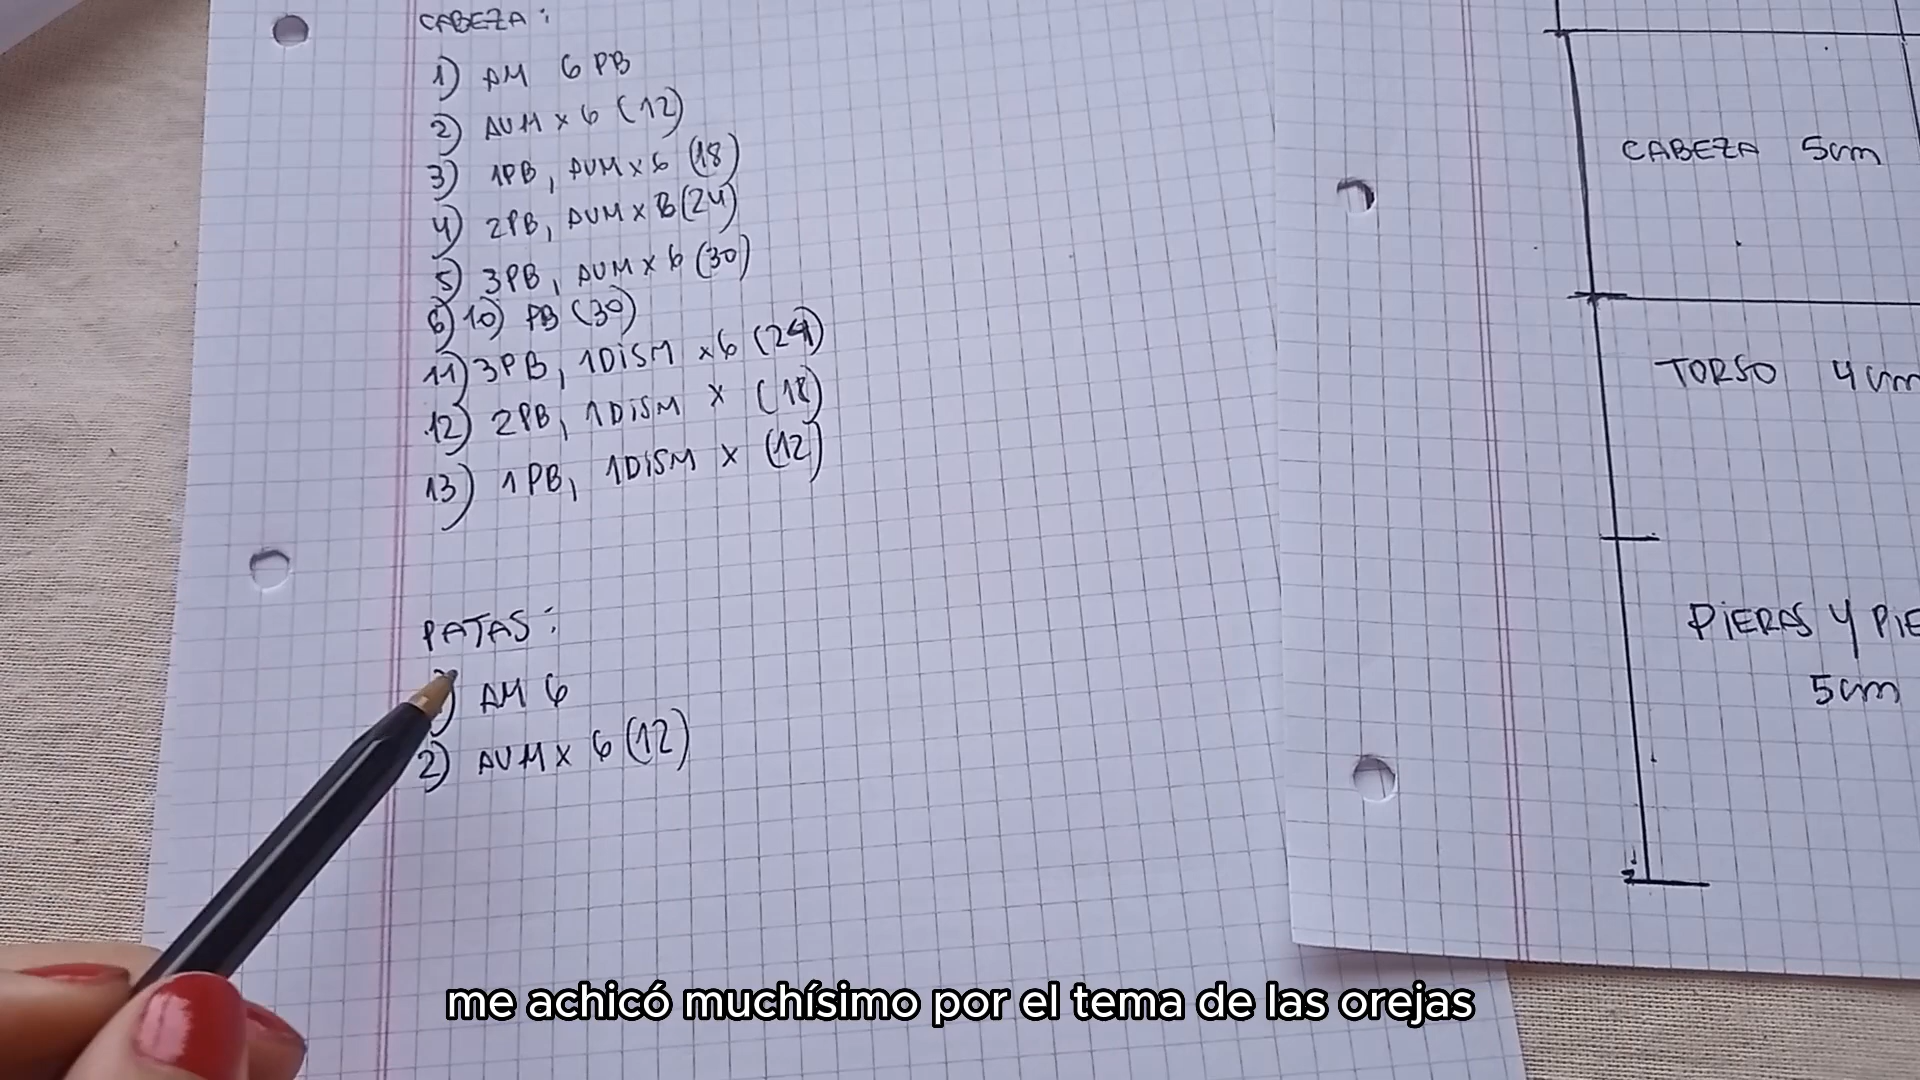 CABEZA:
1) AM 6 PB
2) AUM x 6 (12)
3) 1PB, AUM x 6 (18)
4) 2PB, AUM x B (24)
5) 3PB, AUM x 6 (30)
6) 10) PB (30)
11) 3PB, 1DISM x6 (24)
12) 2PB, 1DISM x (18)
13) 1PB, 1DISM x (12)
PATAS:
AM 6
2) AUM x 6 (12)
CABEZA 5cm
TORSO 4cm
PIERAS Y PIE
5cm
me achicó muchísimo por el tema de las orejas